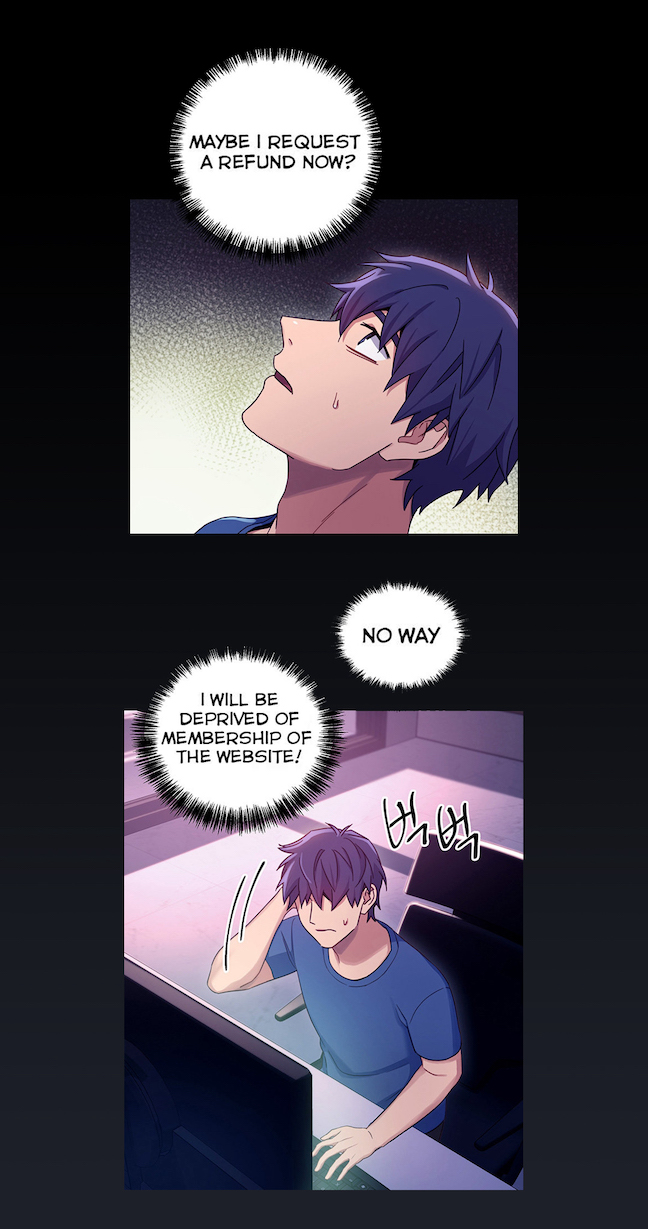 MAYBE I REQUEST
A REFUND NOW?
NO WAY
I WILL BE
DEPRIVED OF
MEMBERSHIP OF
THE WEBSITE!
벅벅